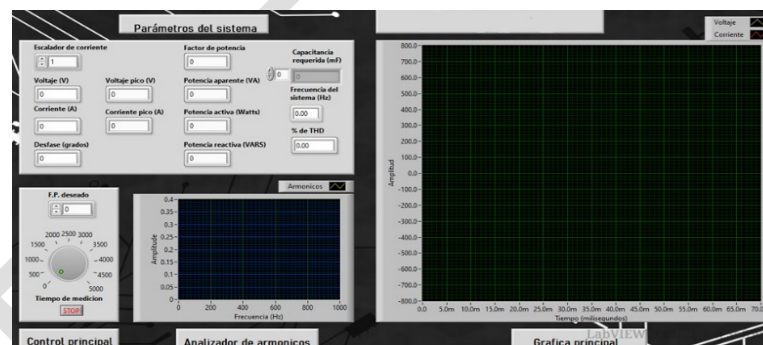 Parámetros del sistema
Escalador de corriente
1
Voltaje (V)
0
Voltaje pico (V)
0
Corriente (A)
0
Corriente pico (A)
0
Desfase (grados)
0
Factor de potencia
0
Potencia aparente (VA)
0
Potencia activa (Watts)
0
Potencia reactiva (VARS)
0
Capacitancia
requerida (mF)
0
0
Frecuencia del
sistema (Hz)
0.00
% de THD
0.00
F.P. deseado
0
2000 2500 3000
1500 3500
1000 4000
500 4500
0 5000
Tiempo de medicion
STOP
Control principal
Armonicos
Amplitude
0.4
0.35
0.3
0.25
0.2
0.15
0.1
0.05
0
0 200 400 600 800 1000
Frecuencia (Hz)
Analizador de armonicos
Voltaje
Corriente
Amplitud
800.0
700.0
600.0
500.0
400.0
300.0
200.0
100.0
0.0
-100.0
-200.0
-300.0
-400.0
-500.0
-600.0
-700.0
-800.0
0.0 5.0m 10.0m 15.0m 20.0m 25.0m 30.0m 35.0m 40.0m 45.0m 50.0m 55.0m 60.0m 65.0m 70.0
Tiempo (milisegundos)
LabVIEW
Grafica principal